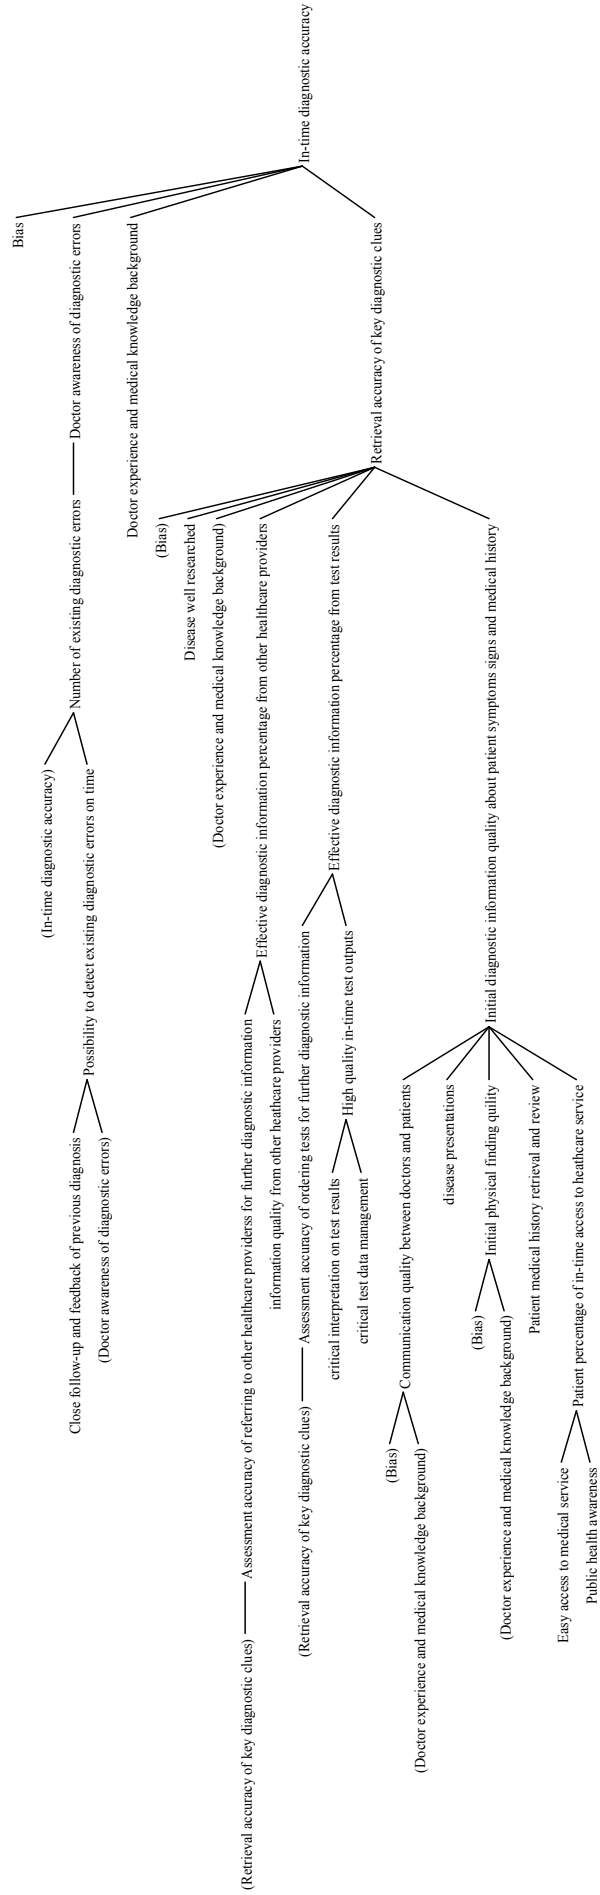 In-time diagnostic accuracy
Bias
Doctor awareness of diagnostic errors
Number of existing diagnostic errors
(In-time diagnostic accuracy)
Possibility to detect existing diagnostic errors on time
Close follow-up and feedback of previous diagnosis
(Doctor awareness of diagnostic errors)
Doctor experience and medical knowledge background
Retrieval accuracy of key diagnostic clues
(Bias)
Disease well researched
(Doctor experience and medical knowledge background)
Effective diagnostic information percentage from other healthcare providers
Assessment accuracy of referring to other healthcare providerss for further diagnostic information
(Retrieval accuracy of key diagnostic clues)
information quality from other heathcare providers
Effective diagnostic information percentage from test results
Assessment accuracy of ordering tests for further diagnostic information
(Retrieval accuracy of key diagnostic clues)
High quality in-time test outputs
critical interpretation on test results
critical test data management
Initial diagnostic information quality about patient symptoms signs and medical history
Communication quality between doctors and patients
(Bias)
(Doctor experience and medical knowledge background)
disease presentations
Initial physical finding quility
(Bias)
(Doctor experience and medical knowledge background)
Patient medical history retrieval and review
Patient percentage of in-time access to heathcare service
Easy access to medical service
Public health awareness